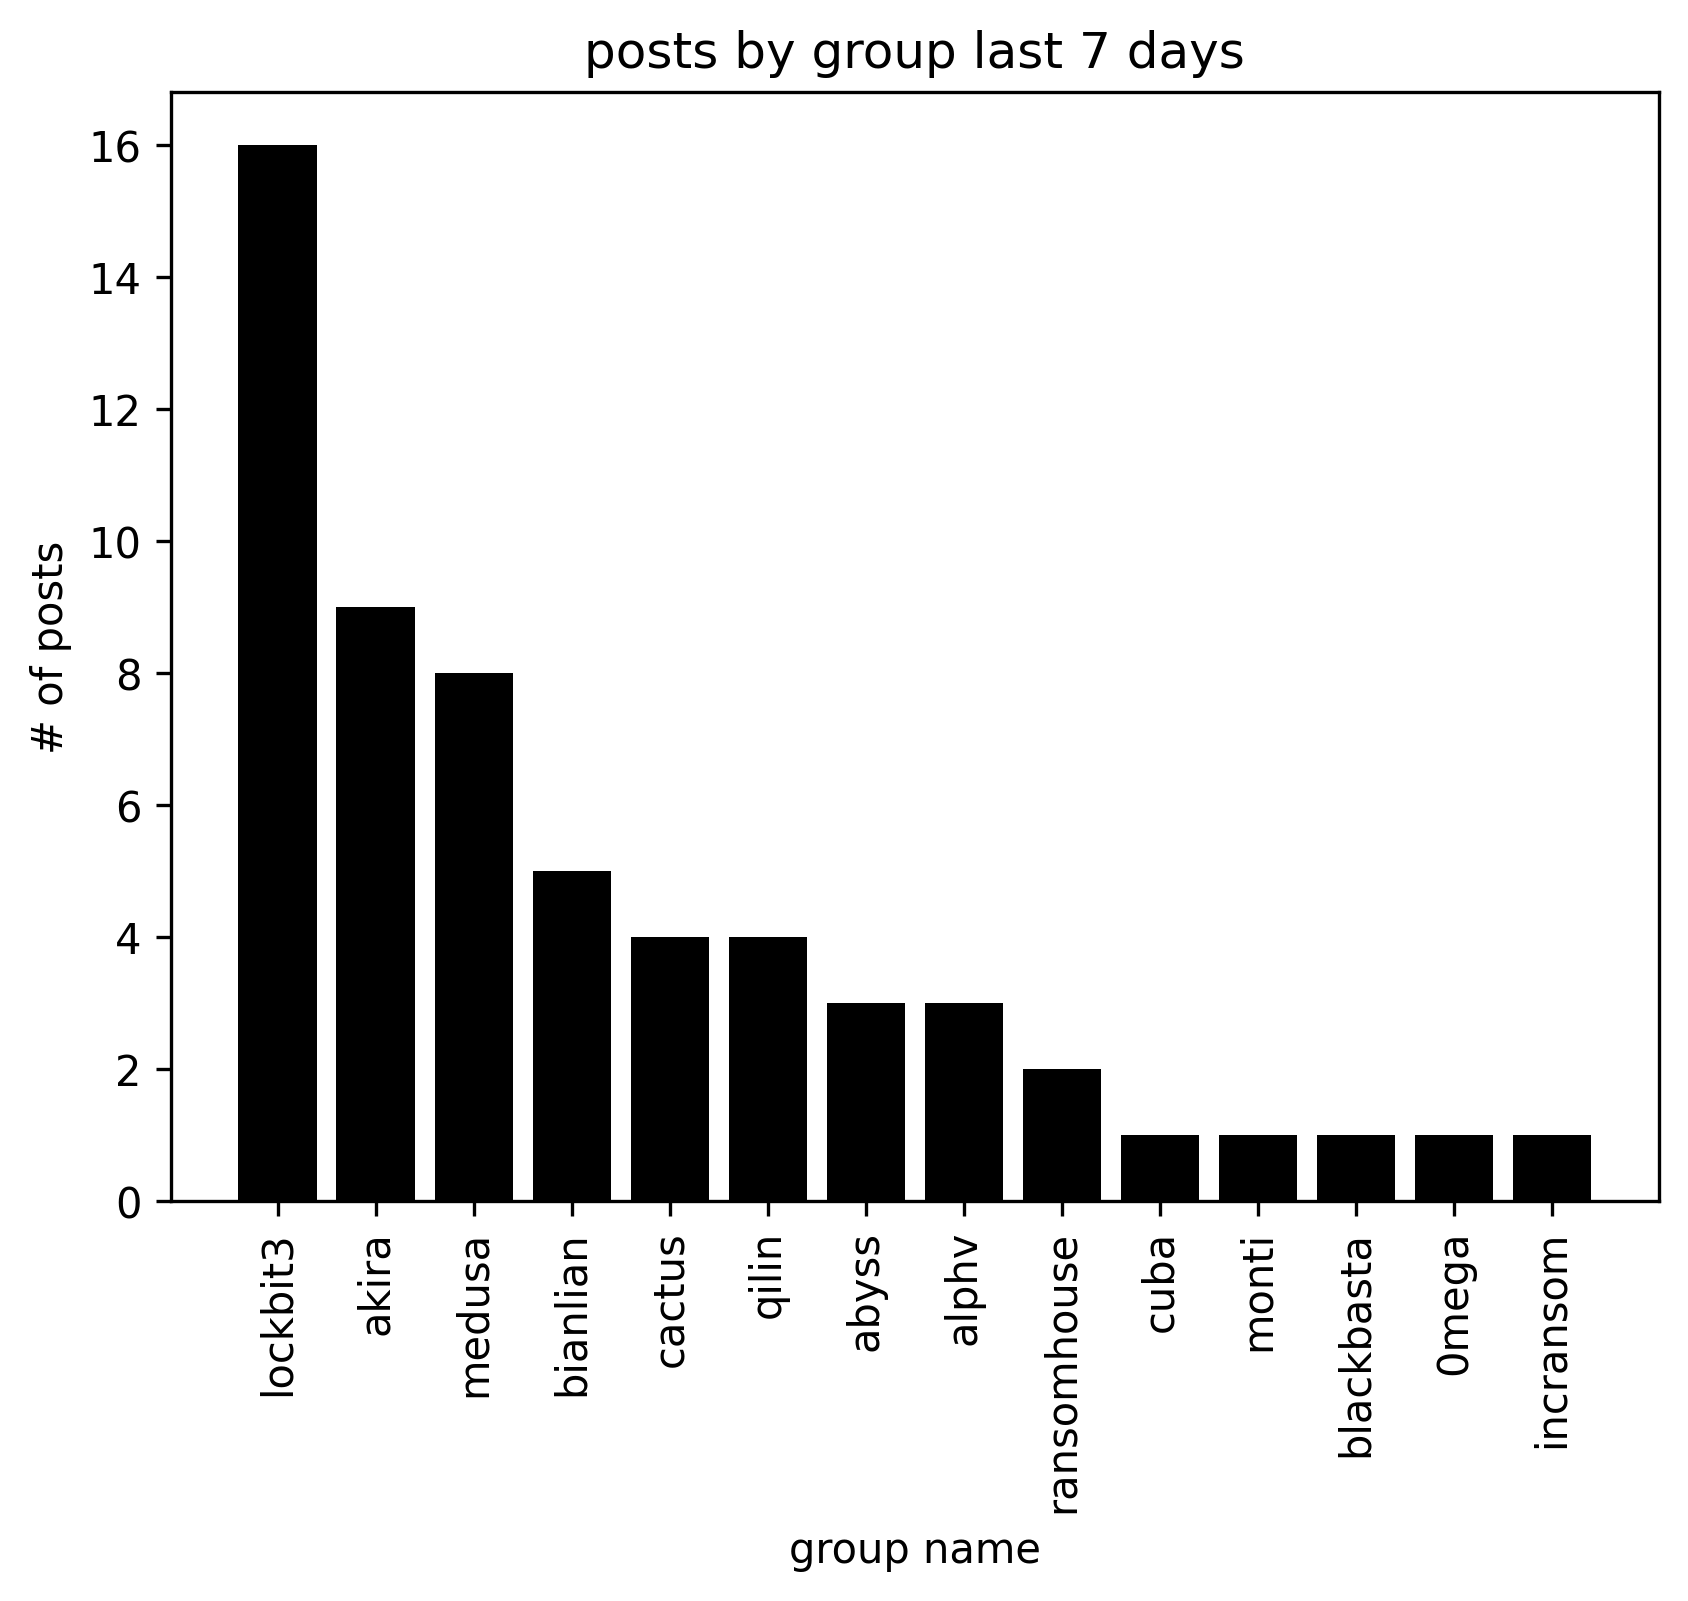 posts by group last 7 days
# of posts
16
14
12
10
8
6
4
2
0
lockbit3
akira
medusa
bianlian
cactus
qilin
abyss
alphv
ransomhouse
cuba
monti
blackbasta
0mega
incransom
group name